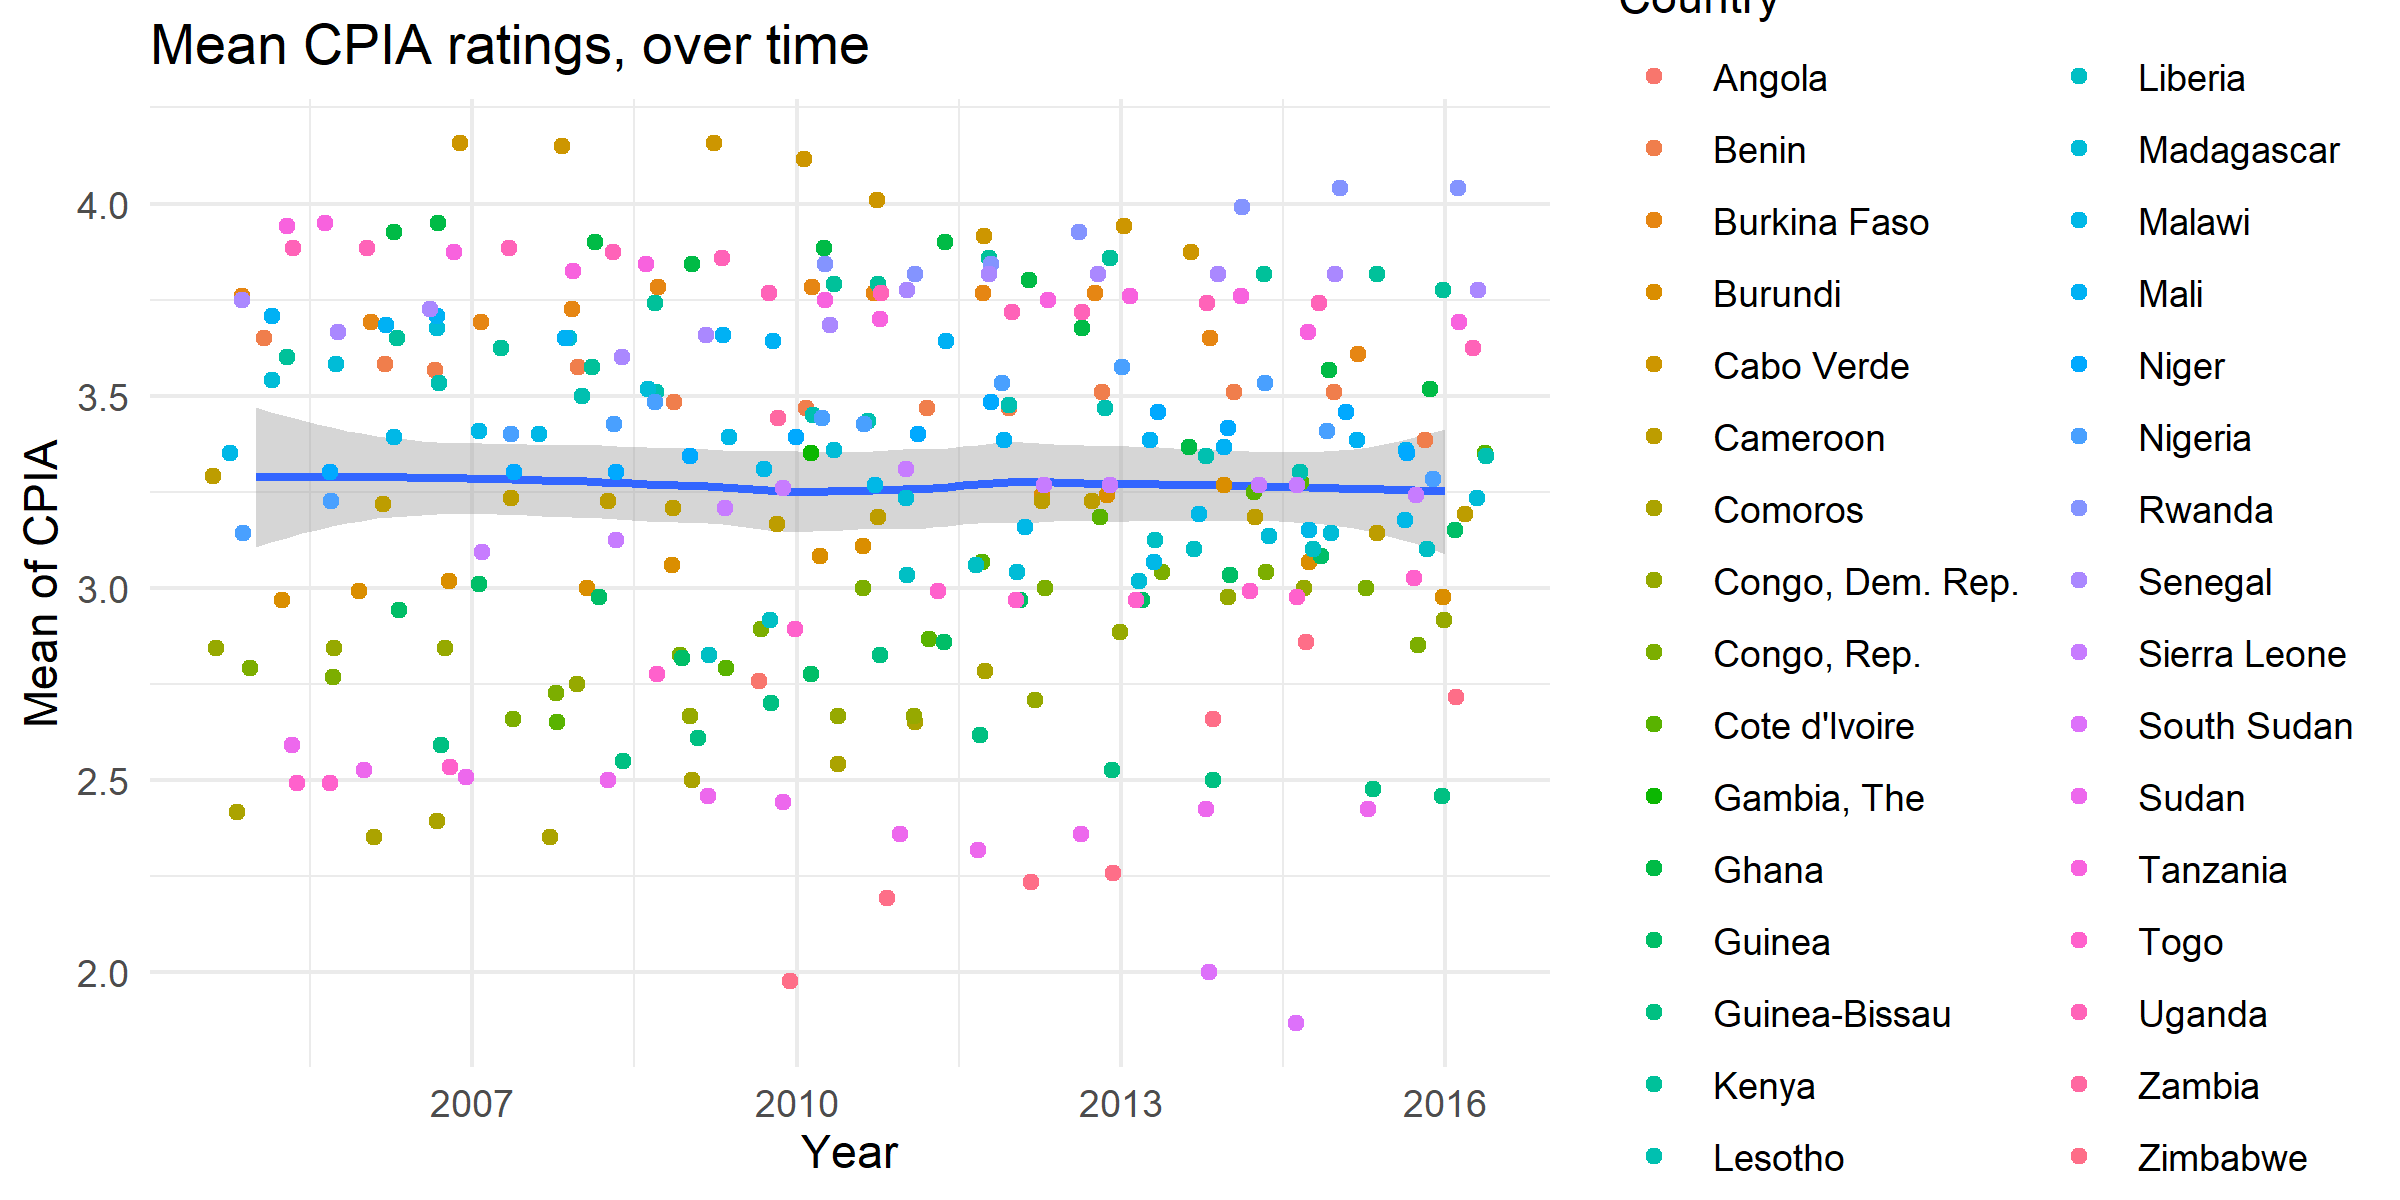 Mean CPIA ratings, over time
Mean of CPIA
4.0
3.5
3.0
2.5
2.0
2007
2010
2013
2016
Year
Country
Angola
Benin
Burkina Faso
Burundi
Cabo Verde
Cameroon
Comoros
Congo, Dem. Rep.
Congo, Rep.
Cote d'Ivoire
Gambia, The
Ghana
Guinea
Guinea-Bissau
Kenya
Lesotho
Liberia
Madagascar
Malawi
Mali
Niger
Nigeria
Rwanda
Senegal
Sierra Leone
South Sudan
Sudan
Tanzania
Togo
Uganda
Zambia
Zimbabwe